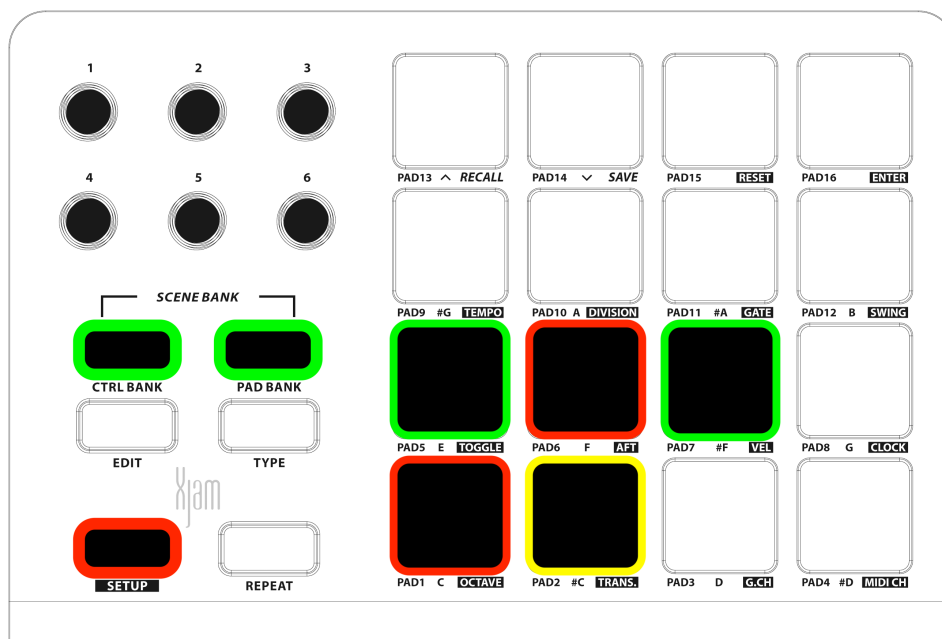 1 2 3
4 5 6
SCENE BANK
CTRL BANK PAD BANK
EDIT TYPE
Xjam
SETUP REPEAT
PAD13 ^ RECALL PAD14 ∨ SAVE PAD15 RESET PAD16 ENTER
PAD9 #G TEMPO PAD10 A DIVISION PAD11 #A GATE PAD12 B SWING
PAD5 E TOGGLE PAD6 F AFT PAD7 #F VEL PAD8 G CLOCK
PAD1 C OCTAVE PAD2 #C TRANS. PAD3 D G.CH PAD4 #D MIDI CH